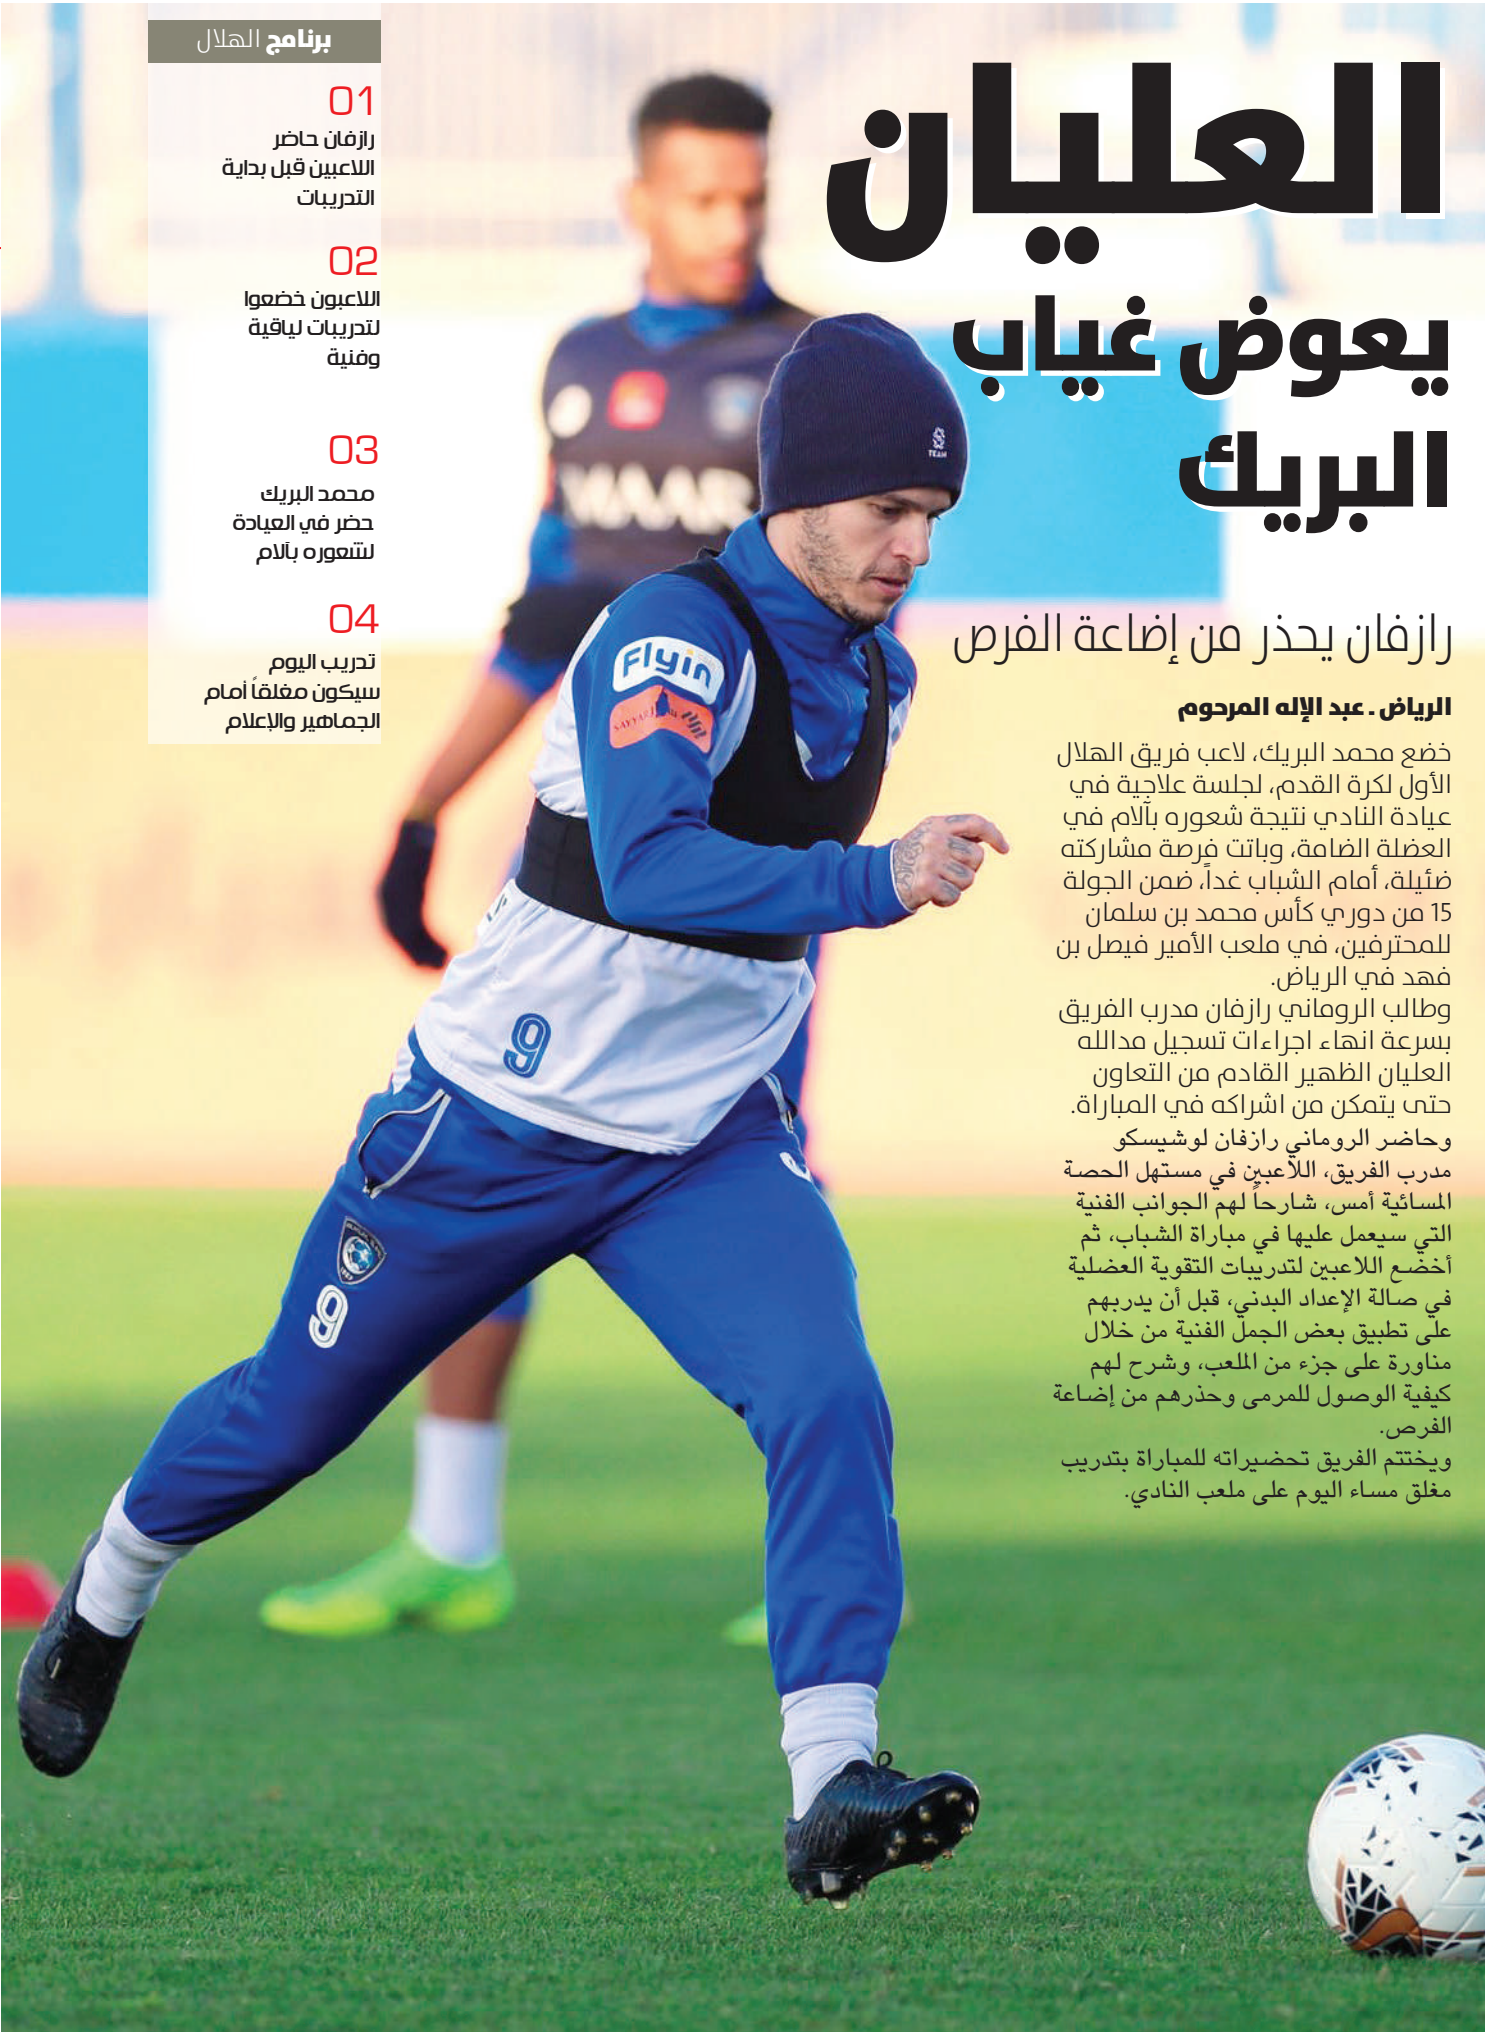 العليان
يعوض غياب
البريك
رازفان يحذر من إضاعة الفرص
الرياض ـ عبد الإله المرحوم
خضع محمد البريك، لاعب فريق الهلال
الأول لكرة القدم، لجلسة علاجية في
عيادة النادي نتيجة شعوره بآلام في
العضلة الضامة، وباتت فرصة مشاركته
ضئيلة، أمام الشباب غداً، ضمن الجولة
15 من دوري كأس محمد بن سلمان
للمحترفين، في ملعب الأمير فيصل بن
فهد في الرياض.
وطالب الروماني رازفان مدرب الفريق
بسرعة انهاء اجراءات تسجيل مدالله
العليان الظهير القادم من التعاون
حتى يتمكن من اشراكه في المباراة.
وحاضر الروماني رازفان لوشيسكو
مدرب الفريق، اللاعبين في مستهل الحصة
المسائية أمس، شارحاً لهم الجوانب الفنية
التي سيعمل عليها في مباراة الشباب، ثم
أخضع اللاعبين لتدريبات التقوية العضلية
في صالة الإعداد البدني، قبل أن يدربهم
على تطبيق بعض الجمل الفنية من خلال
مناورة على جزء من الملعب، وشرح لهم
كيفية الوصول للمرمى وحذرهم من إضاعة
الفرص.
ويختتم الفريق تحضيراته للمباراة بتدريب
مغلق مساء اليوم على ملعب النادي.
برنامج الهلال
01
رازفان حاضر
اللاعبين قبل بداية
التدريبات
02
اللاعبون خضعوا
لتدريبات لياقية
وفنية
03
محمد البريك
حضر في العيادة
لشعوره بآلام
04
تدريب اليوم
سيكون مغلقاً أمام
الجماهير والإعلام
TEAM
Flyin
9
9